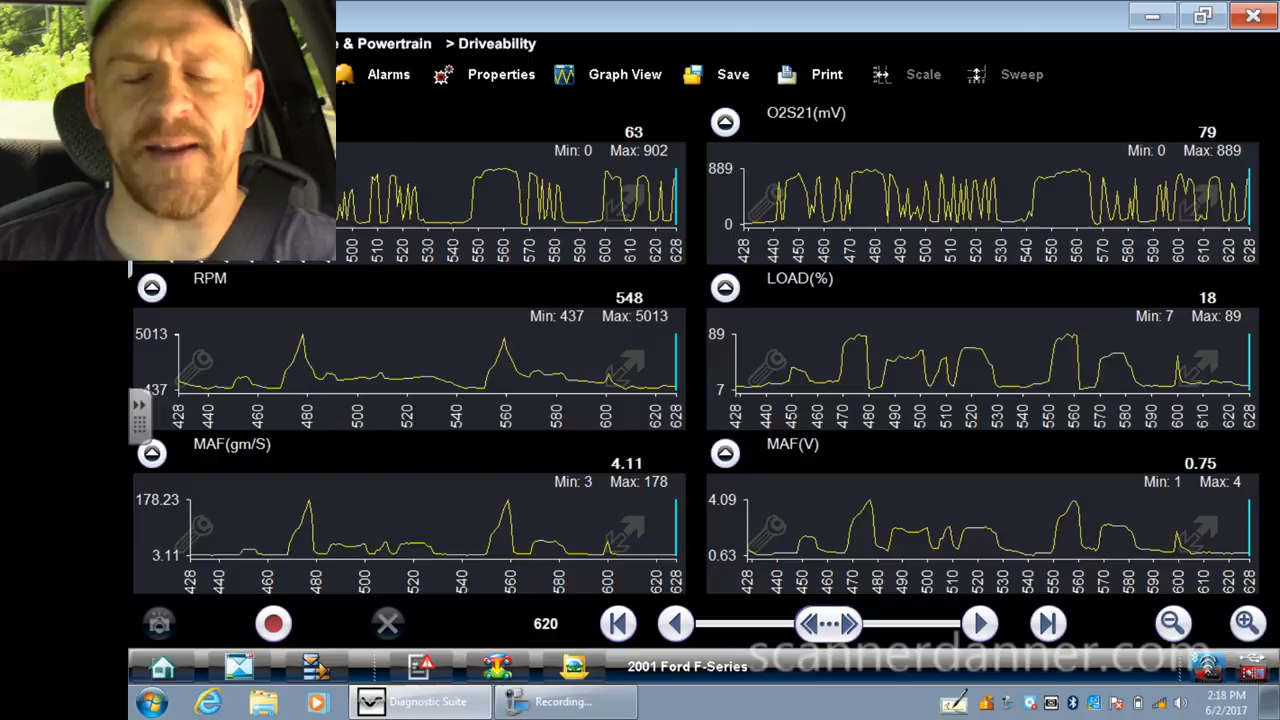 & Powertrain > Driveability
Alarms Properties Graph View Save Print Scale Sweep
63
Min: 0 Max: 902
510 511 520 530 540 550 560 570 580 590 600 610 620 628
O2S21(mV)
79
Min: 0 Max: 889
889
0
428 440 450 460 470 480 490 500 510 520 530 540 550 560 570 580 590 600 610 628
RPM
548
Min: 437 Max: 5013
5013
437
428 440 460 480 500 520 540 560 580 600 628
LOAD(%)
18
Min: 7 Max: 89
89
7
428 440 450 460 470 480 490 500 510 520 530 540 550 560 570 580 590 600 610 628
MAF(gm/S)
4.11
Min: 3 Max: 178
178.23
3.11
428 440 460 480 500 520 540 560 580 600 628
MAF(V)
0.75
Min: 1 Max: 4
4.09
0.63
428 440 450 460 470 480 490 500 510 520 530 540 550 560 570 580 590 600 610 628
620
2001 Ford F-Series
scannerdanner.com
Diagnostic Suite
Recording...
2:18 PM
6/2/2017